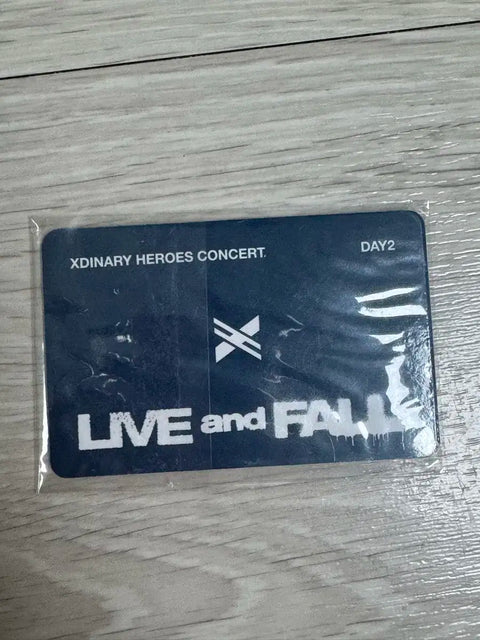 XDINARY HEROES CONCERT.
DAY2
LIVE and FALL